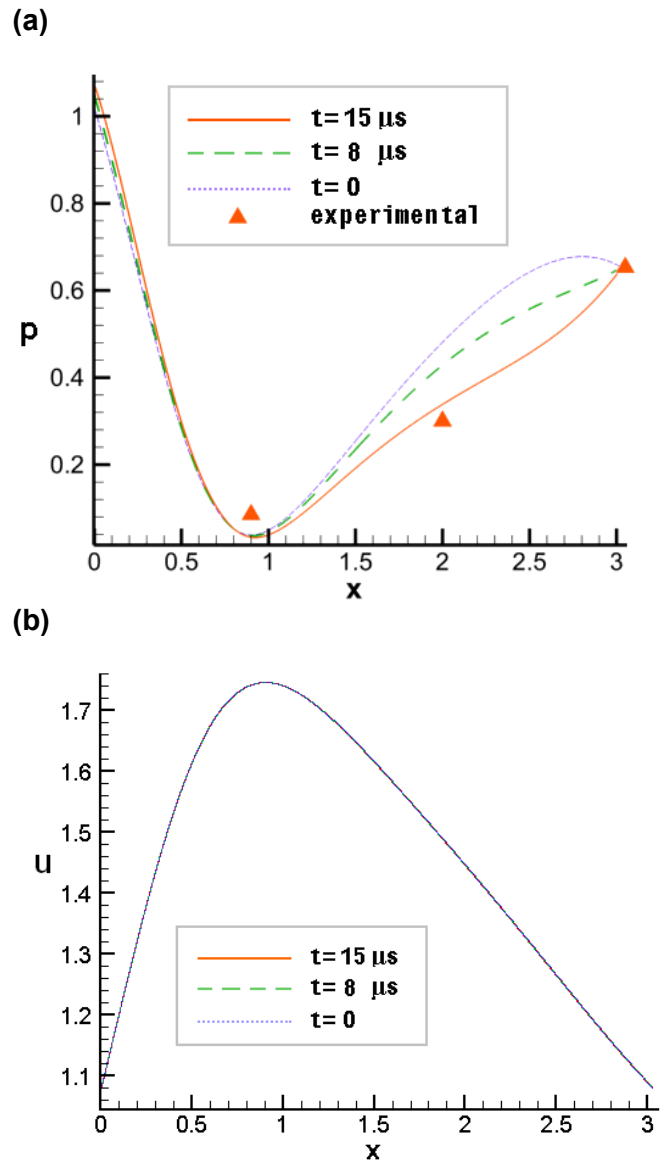 (a)
t= 15 μs
t= 8 μs
t= 0
experimental
1
0.8
0.6
0.4
0.2
p
0 0.5 1 1.5 2 2.5 3
x
(b)
1.7
1.6
1.5
1.4
1.3
1.2
1.1
u
t= 15 μs
t= 8 μs
t= 0
0 0.5 1 1.5 2 2.5 3
x